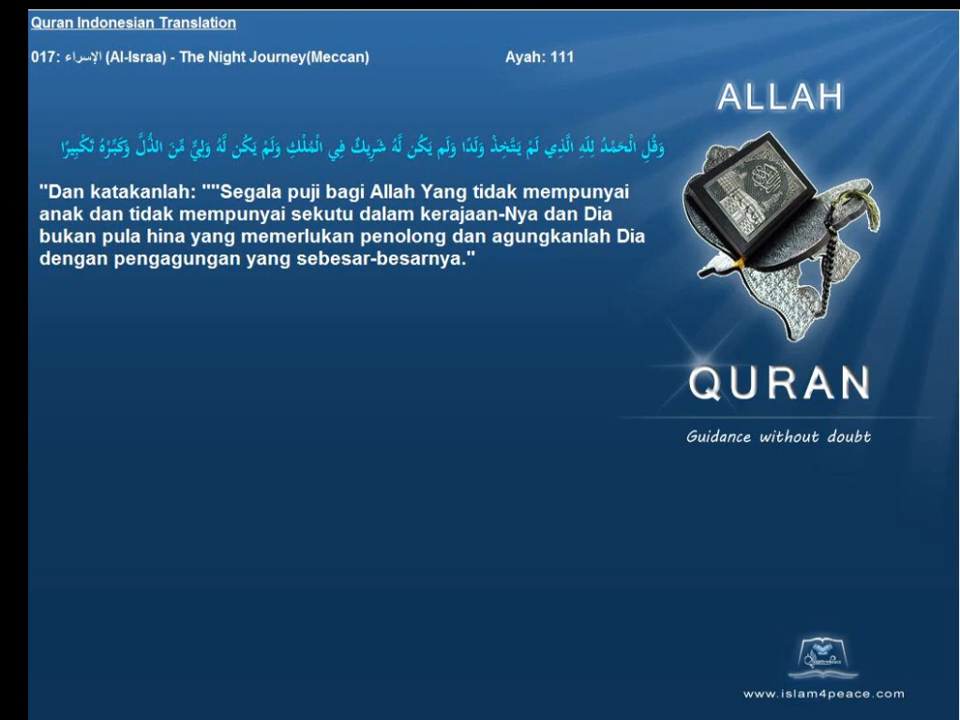 Quran Indonesian Translation
017: الإسراء (Al-Israa) - The Night Journey(Meccan) Ayah: 111
ALLAH
وَقُلِ الْحَمْدُ لِلّهِ الَّذِي لَمْ يَتَّخِذْ وَلَدًا وَلَم يَكُن لَّهُ شَرِيكٌ فِي الْمُلْكِ وَلَمْ يَكُن لَّهُ وَلِيٌّ مِّنَ الذُّلَّ وَكَبِّرْهُ تَكْبِيرًا
"Dan katakanlah: ""Segala puji bagi Allah Yang tidak mempunyai
anak dan tidak mempunyai sekutu dalam kerajaan-Nya dan Dia
bukan pula hina yang memerlukan penolong dan agungkanlah Dia
dengan pengagungan yang sebesar-besarnya."
QURAN
Guidance without doubt
www.islam4peace.com